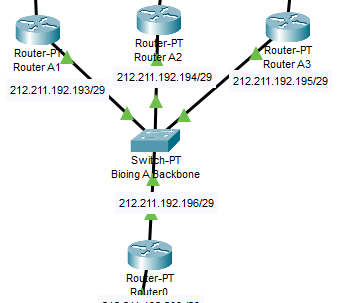 Router-PT
Router A1
212.211.192.193/29
Router-PT
Router A2
212.211.192.194/29
Router-PT
Router A3
212.211.192.195/29
Switch-PT
Bioing A Backbone
212.211.192.196/29
Router-PT
Router0